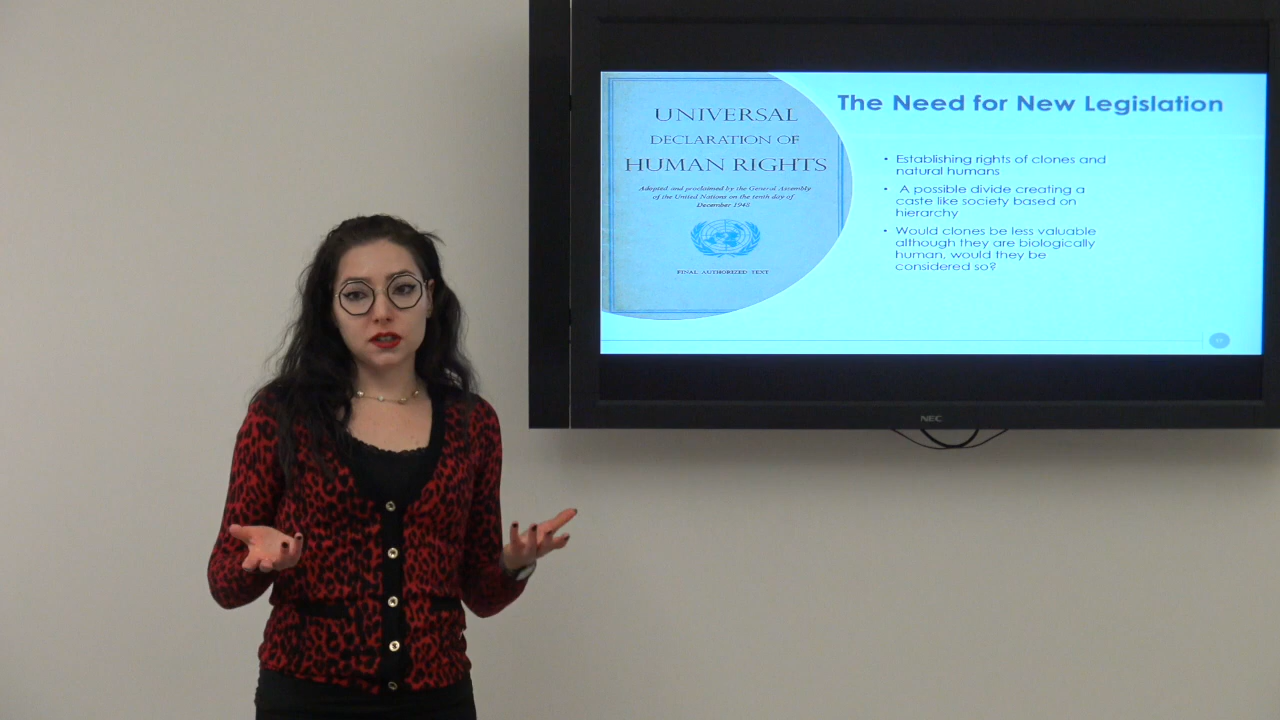 UNIVERSAL
DECLARATION OF
HUMAN RIGHTS
Adopted and proclaimed by the General Assembly
of the United Nations on the tenth day of
December 1948
FINAL AUTHORIZED TEXT
The Need for New Legislation
• Establishing rights of clones and
natural humans
• A possible divide creating a
caste like society based on
hierarchy
• Would clones be less valuable
although they are biologically
human, would they be
considered so?
NEC